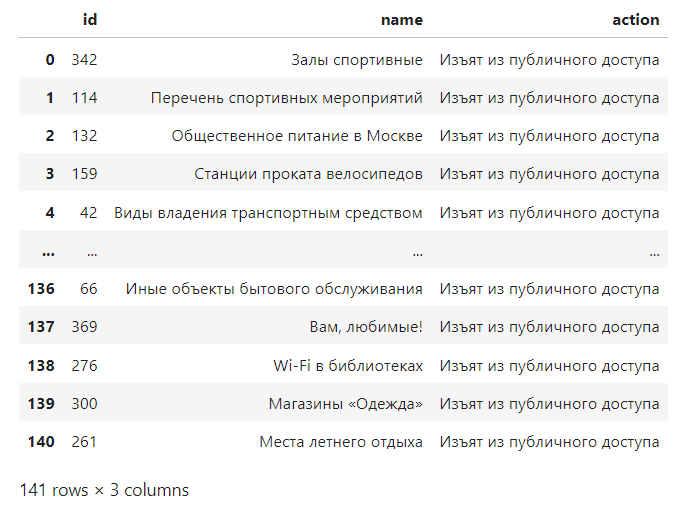 id name action
0 342 Залы спортивные Изъят из публичного доступа
1 114 Перечень спортивных мероприятий Изъят из публичного доступа
2 132 Общественное питание в Москве Изъят из публичного доступа
3 159 Станции проката велосипедов Изъят из публичного доступа
4 42 Виды владения транспортным средством Изъят из публичного доступа
... ... ... ...
136 66 Иные объекты бытового обслуживания Изъят из публичного доступа
137 369 Вам, любимые! Изъят из публичного доступа
138 276 Wi-Fi в библиотеках Изъят из публичного доступа
139 300 Магазины «Одежда» Изъят из публичного доступа
140 261 Места летнего отдыха Изъят из публичного доступа
141 rows × 3 columns